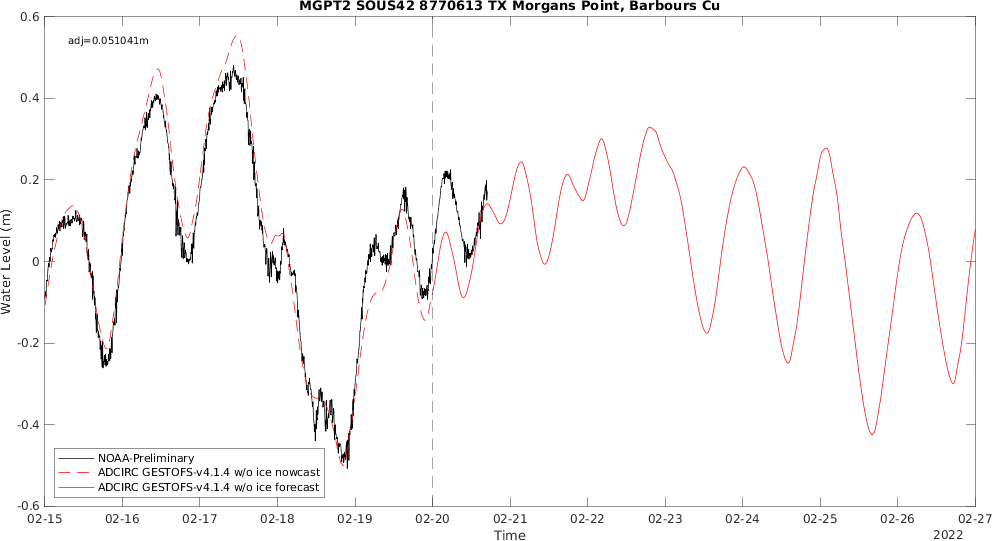 MGPT2 SOUS42 8770613 TX Morgans Point, Barbours Cu
adj=0.051041m
Water Level (m)
0.6
0.4
0.2
0
-0.2
-0.4
-0.6
NOAA-Preliminary
ADCIRC GESTOFS-v4.1.4 w/o ice nowcast
ADCIRC GESTOFS-v4.1.4 w/o ice forecast
02-15 02-16 02-17 02-18 02-19 02-20 02-21 02-22 02-23 02-24 02-25 02-26 02-27
Time
2022